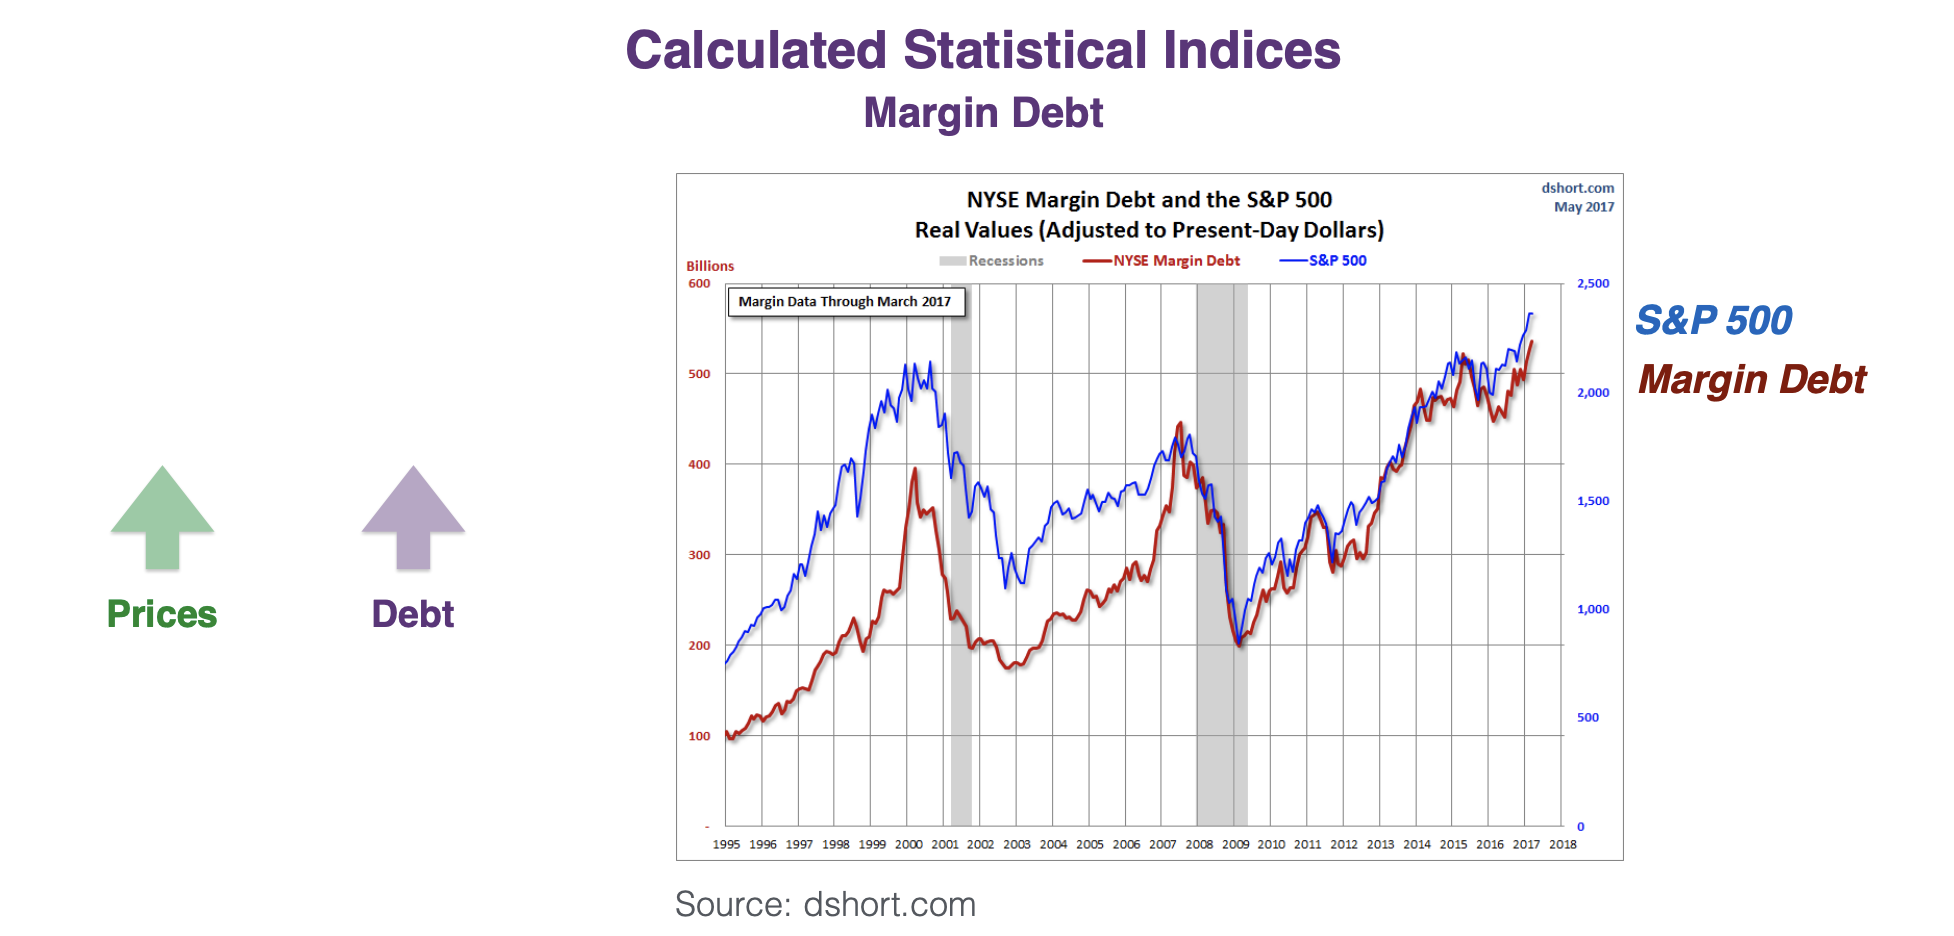 Calculated Statistical Indices
Margin Debt
dshort.com
May 2017
NYSE Margin Debt and the S&P 500
Real Values (Adjusted to Present-Day Dollars)
Recessions NYSE Margin Debt S&P 500
Billions
Margin Data Through March 2017
600
500
400
300
200
100
-
2,500
2,000
1,500
1,000
500
0
1995 1996 1997 1998 1999 2000 2001 2002 2003 2004 2005 2006 2007 2008 2009 2010 2011 2012 2013 2014 2015 2016 2017 2018
S&P 500
Margin Debt
Prices
Debt
Source: dshort.com